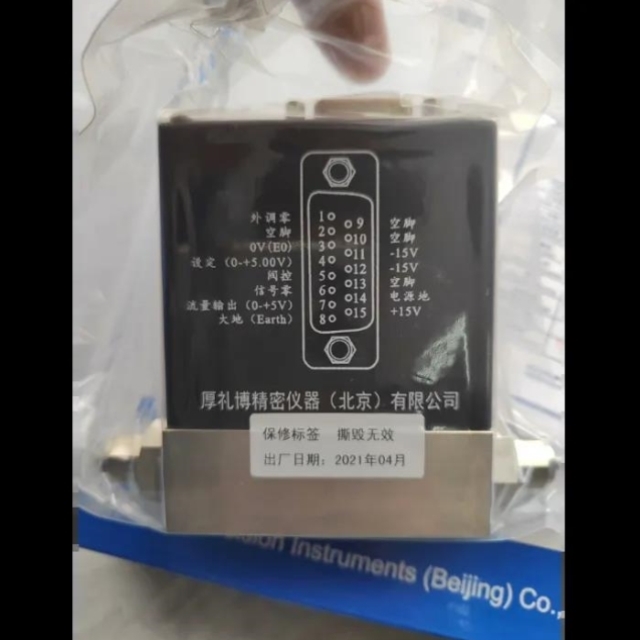 外调零 1 9 空脚
空脚 2 10 空脚
0V(E0) 3 11 -15V
设定 (0-+5.00V) 4 12 -15V
阀控 5 13 空脚
信号零 6 14 电源地
流量输出 (0-+5V) 7 15 +15V
大地 (Earth) 8
厚礼博精密仪器（北京）有限公司
保修标签 撕毁无效
出厂日期：2021年04月
Instruments (Beijing) Co.,